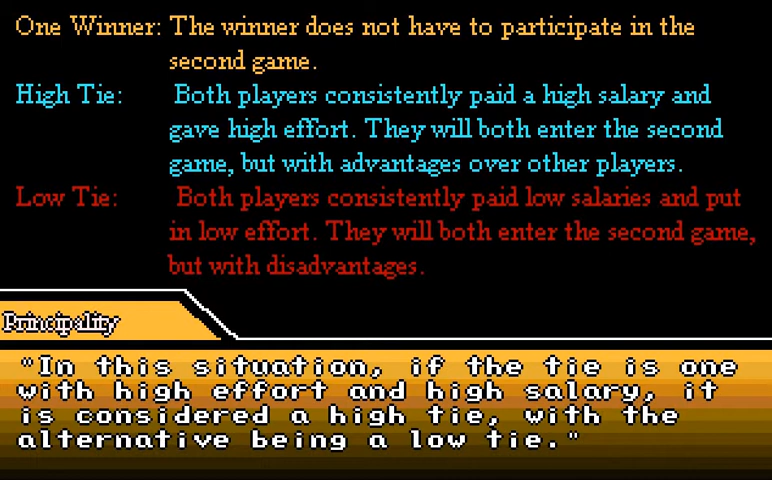 One Winner: The winner does not have to participate in the
second game.
High Tie: Both players consistently paid a high salary and
gave high effort. They will both enter the second
game, but with advantages over other players.
Low Tie: Both players consistently paid low salaries and put
in low effort. They will both enter the second game,
but with disadvantages.
Principality
"In this situation, if the tie is one
with high effort and high salary, it
is considered a high tie, with the
alternative being a low tie."